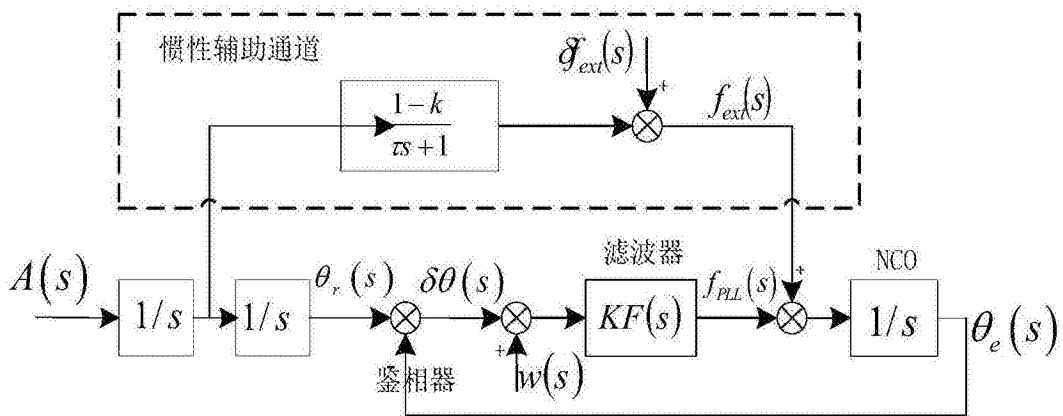 惯性辅助通道
δf_ext(s)
+
1-k
τs+1
f_ext(s)
滤波器
NCO
A(s)
1/s
1/s
θ_r(s)
δθ(s)
KF(s)
f_PLL(s)
+
1/s
θ_e(s)
鉴相器
+
w(s)